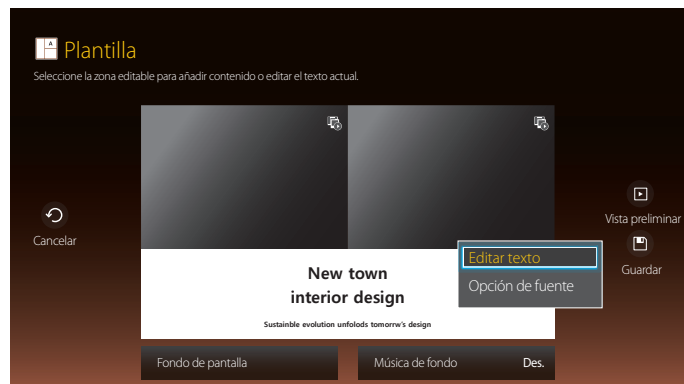 A
Plantilla
Seleccione la zona editable para añadir contenido o editar el texto actual.
Cancelar
Vista preliminar
Guardar
Editar texto
Opción de fuente
New town
interior design
Sustainble evolution unfolods tomorrw's design
Fondo de pantalla
Música de fondo Des.